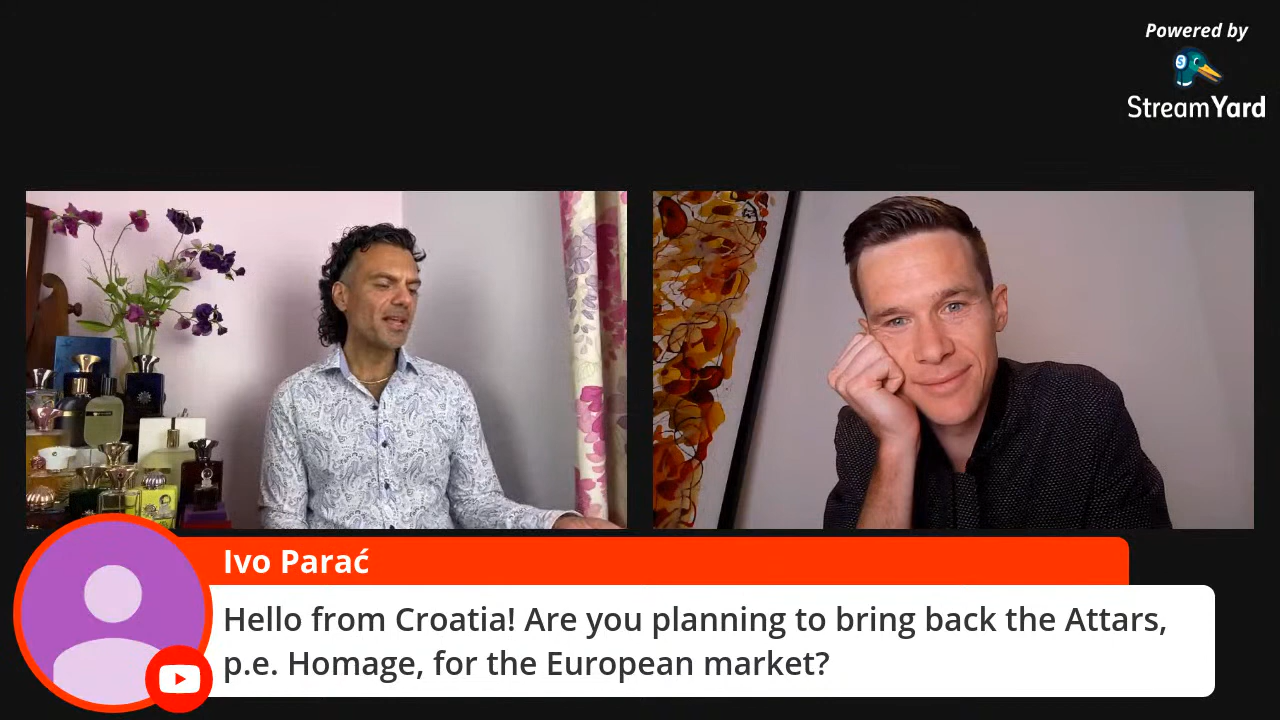 Powered by
StreamYard
Ivo Parać
Hello from Croatia! Are you planning to bring back the Attars,
p.e. Homage, for the European market?